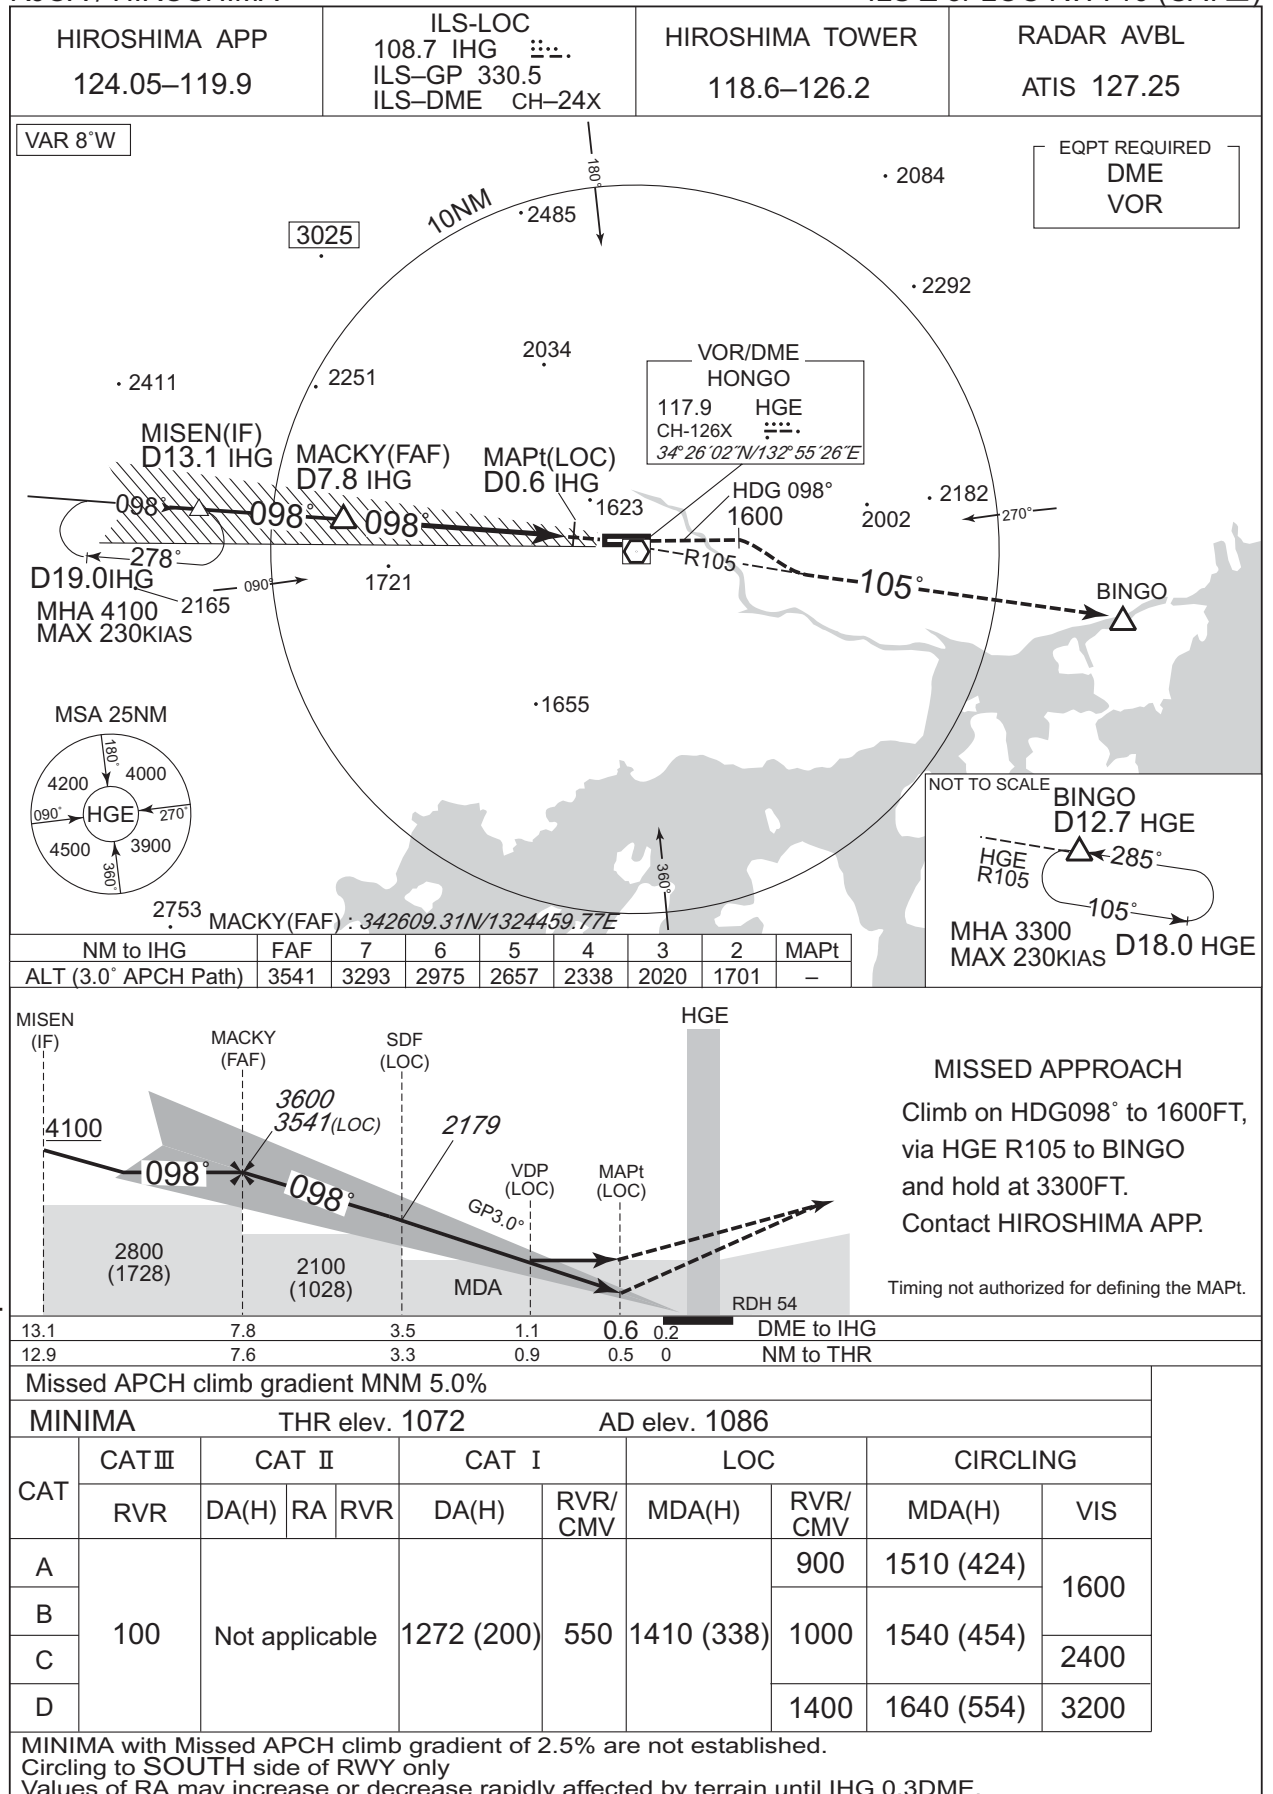 HIROSHIMA APP
124.05–119.9
ILS-LOC
108.7 IHG
ILS–GP 330.5
ILS–DME CH–24X
HIROSHIMA TOWER
118.6–126.2
RADAR AVBL
ATIS 127.25
VAR 8°W
EQPT REQUIRED
DME
VOR
180°
2084
10NM
2485
3025
2292
2034
VOR/DME
HONGO
117.9 HGE
CH-126X
34°26´02˝N/132°55´26˝E
2411
2251
MISEN(IF)
D13.1 IHG
MACKY(FAF)
D7.8 IHG
MAPt(LOC)
D0.6 IHG
1623
HDG 098°
1600
2182
2002
270°
098°
098°
098°
278°
D19.0IHG
MHA 4100
MAX 230KIAS
2165
090°
1721
R105
105°
BINGO
1655
MSA 25NM
180°
4200
4000
090°
HGE
270°
4500
3900
360°
360°
NOT TO SCALE
BINGO
D12.7 HGE
HGE
R105
285°
105°
MHA 3300
MAX 230KIAS
D18.0 HGE
2753
MACKY(FAF) : 342609.31N/1324459.77E
NM to IHG FAF 7 6 5 4 3 2 MAPt
ALT (3.0° APCH Path) 3541 3293 2975 2657 2338 2020 1701 –
MISEN
(IF)
MACKY
(FAF)
SDF
(LOC)
HGE
3600
3541(LOC)
2179
4100
098°
098°
GP3.0°
VDP
(LOC)
MAPt
(LOC)
2800
(1728)
2100
(1028)
MDA
RDH 54
MISSED APPROACH
Climb on HDG098° to 1600FT,
via HGE R105 to BINGO
and hold at 3300FT.
Contact HIROSHIMA APP.
Timing not authorized for defining the MAPt.
13.1 7.8 3.5 1.1 0.6 0.2 DME to IHG
12.9 7.6 3.3 0.9 0.5 0 NM to THR
Missed APCH climb gradient MNM 5.0%
MINIMA THR elev. 1072 AD elev. 1086
CAT CAT Ⅲ CAT Ⅱ CAT Ⅰ LOC CIRCLING
RVR DA(H) RA RVR DA(H) RVR/CMV MDA(H) RVR/CMV MDA(H) VIS
A 900 1510 (424)
1600
B
100 Not applicable 1272 (200) 550 1410 (338) 1000 1540 (454)
C 2400
D 1400 1640 (554) 3200
MINIMA with Missed APCH climb gradient of 2.5% are not established.
Circling to SOUTH side of RWY only
Values of RA may increase or decrease rapidly affected by terrain until IHG 0.3DME.